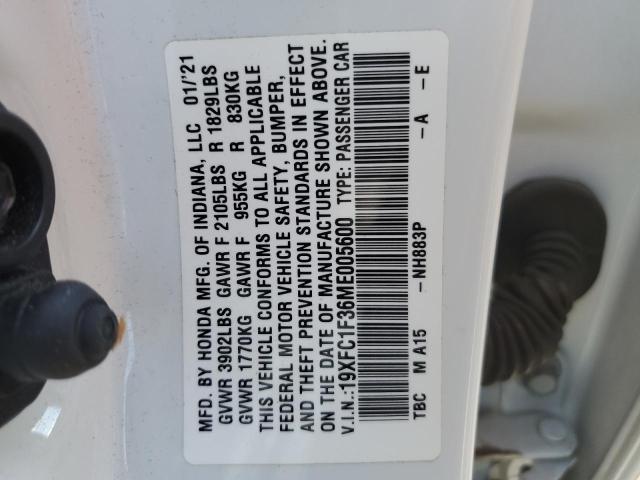 MFD. BY HONDA MFG. OF INDIANA, LLC 01/'21
GVWR 3902LBS GAWR F 2105LBS R 1829LBS
GVWR 1770KG GAWR F 955KG R 830KG
THIS VEHICLE CONFORMS TO ALL APPLICABLE
FEDERAL MOTOR VEHICLE SAFETY, BUMPER,
AND THEFT PREVENTION STANDARDS IN EFFECT
ON THE DATE OF MANUFACTURE SHOWN ABOVE.
V.I.N.:19XFC1F36ME005600 TYPE: PASSENGER CAR
TBC M A15 -NH883P -A -E